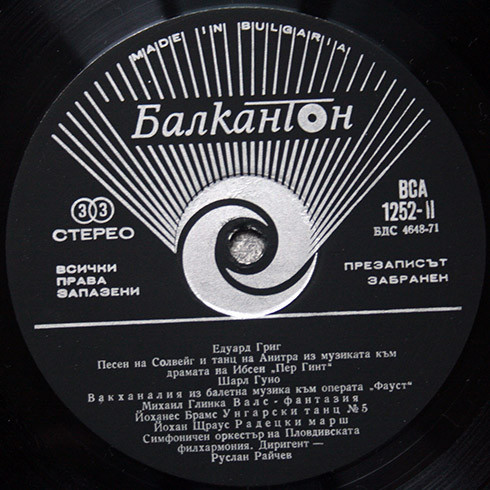 MADE IN BULGARIA
Балкантон
33
СТЕРЕО
ВСА
1252-II
БДС 4648-71
ВСИЧКИ
ПРАВА
ЗАПАЗЕНИ
ПРЕЗАПИСЪТ
ЗАБРАНЕН
Едуард Григ
Песен на Солвейг и танц на Анитра из музиката към
драмата на Ибсен „Пер Гинт"
Шарл Гуно
Вакханалия из балетна музика към операта „Фауст"
Михаил Глинка Валс-фантазия
Йоханес Брамс Унгарски танц №5
Йохан Щраус Радецки марш
Симфоничен оркестър на Пловдивската
филхармония. Диригент —
Руслан Райчев